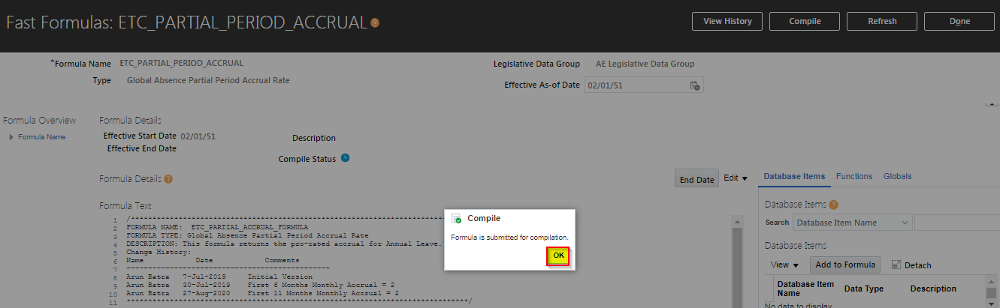 Fast Formulas: ETC_PARTIAL_PERIOD_ACCRUAL ?
View History Compile Refresh Done
*Formula Name ETC_PARTIAL_PERIOD_ACCRUAL
Legislative Data Group AE Legislative Data Group
Type Global Absence Partial Period Accrual Rate
Effective As-of Date 02/01/51
Formula Overview
Formula Name
Formula Details
Effective Start Date 02/01/51
Description
Effective End Date
Compile Status
Formula Details ?
End Date Edit
Formula Text
1 /*******************************************************************************
2 FORMULA NAME: ETC_PARTIAL_ACCRUAL_FORMULA
3 FORMULA TYPE: Global Absence Partial Period Accrual Rate
4 DESCRIPTION: This formula returns the pro-rated accrual for Annual Leave.
5 Change History:
6 Name Date Comments
7 -----------------------------------------------
8 Arun Batra 7-Jul-2019 Initial Version
9 Arun Batra 30-Jul-2019 First 6 Months Monthly Accrual = 2
10 Arun Batra 27-Aug-2020 First 11 Months Monthly Accrual = 2
11 *******************************************************************************/
Compile
Formula is submitted for compilation.
OK
Database Items Functions Globals
Database Items ?
Search Database Item Name
Database Items
View Add to Formula Detach
Database Item Name Data Type Description
No data to display